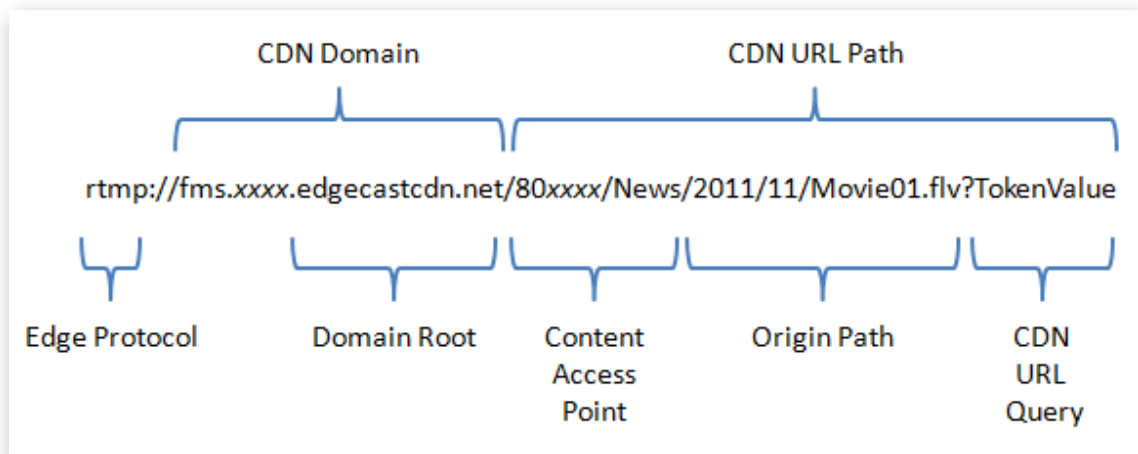 CDN Domain
CDN URL Path
rtmp://fms.xxxx.edgecastcdn.net/80xxxx/News/2011/11/Movie01.flv?TokenValue
Edge Protocol
Domain Root
Content
Access
Point
Origin Path
CDN
URL
Query